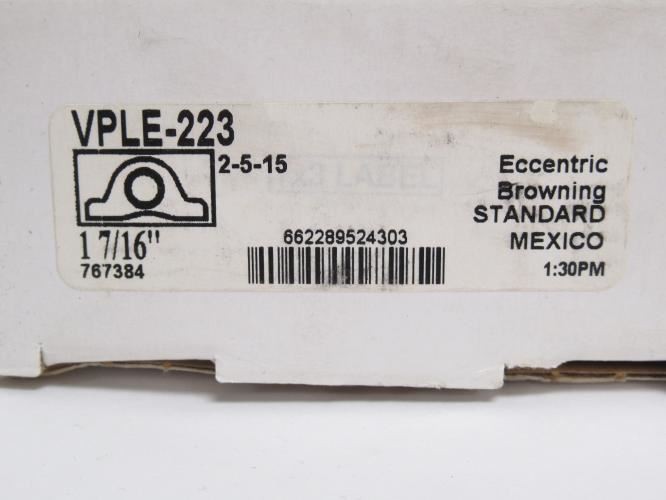 VPLE-223
2-5-15
1 7/16"
767384
662289524303
Eccentric
Browning
STANDARD
MEXICO
1:30PM